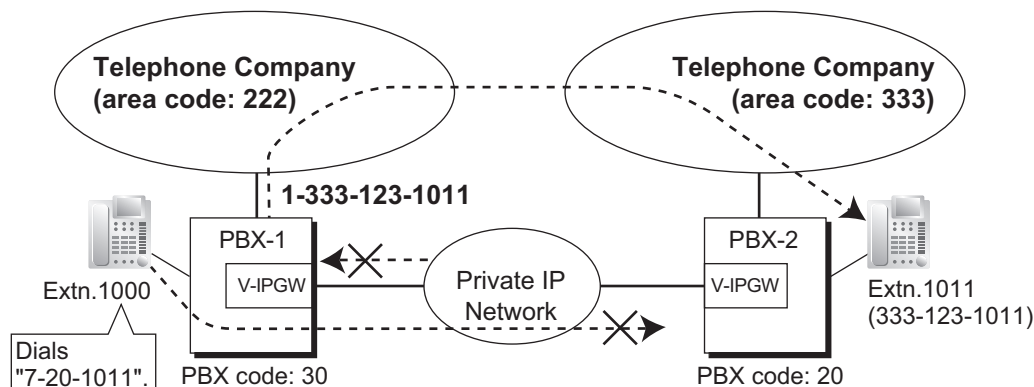 Telephone Company
(area code: 222)
Telephone Company
(area code: 333)
1-333-123-1011
PBX-1
V-IPGW
Private IP
Network
PBX-2
V-IPGW
Extn.1000
Extn.1011
(333-123-1011)
Dials
"7-20-1011".
PBX code: 30
PBX code: 20